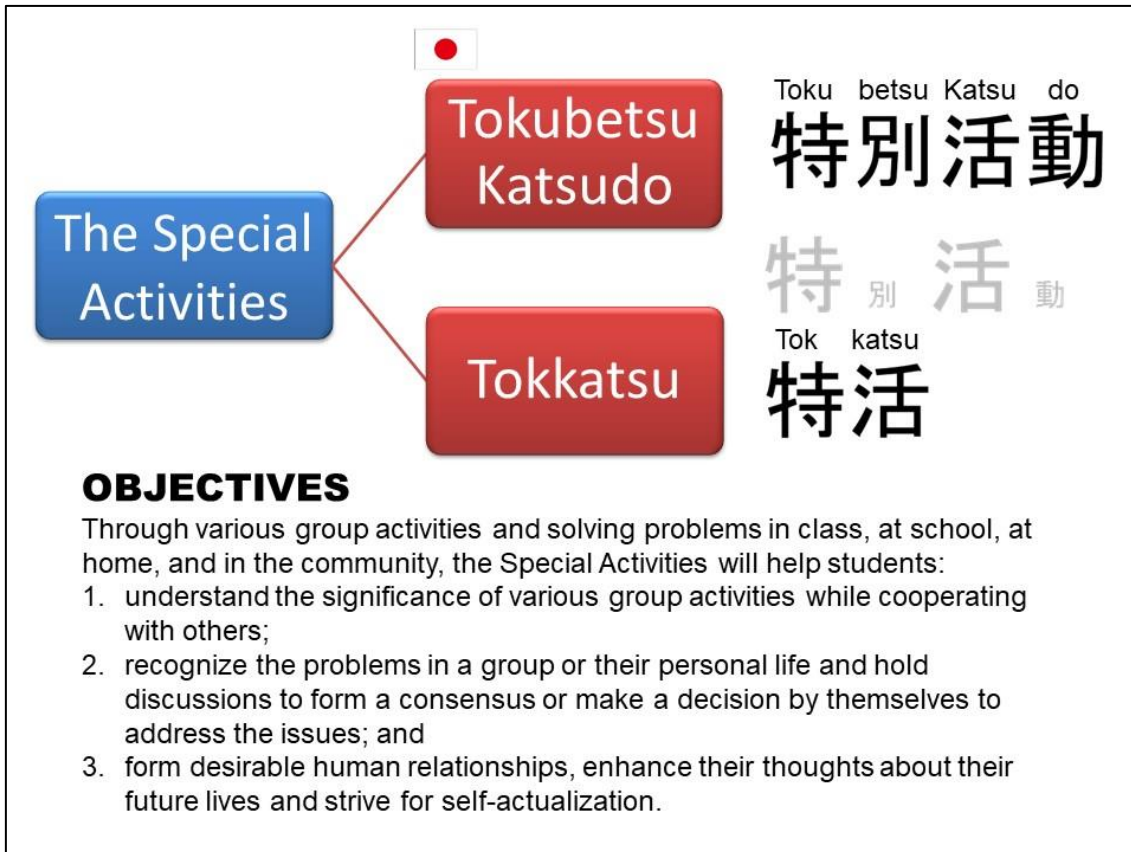 The Special
Activities
Tokubetsu
Katsudo
Toku betsu Katsu do
特別活動
特 別 活 動
Tokkatsu
Tok katsu
特活
OBJECTIVES
Through various group activities and solving problems in class, at school, at
home, and in the community, the Special Activities will help students:
1. understand the significance of various group activities while cooperating
with others;
2. recognize the problems in a group or their personal life and hold
discussions to form a consensus or make a decision by themselves to
address the issues; and
3. form desirable human relationships, enhance their thoughts about their
future lives and strive for self-actualization.